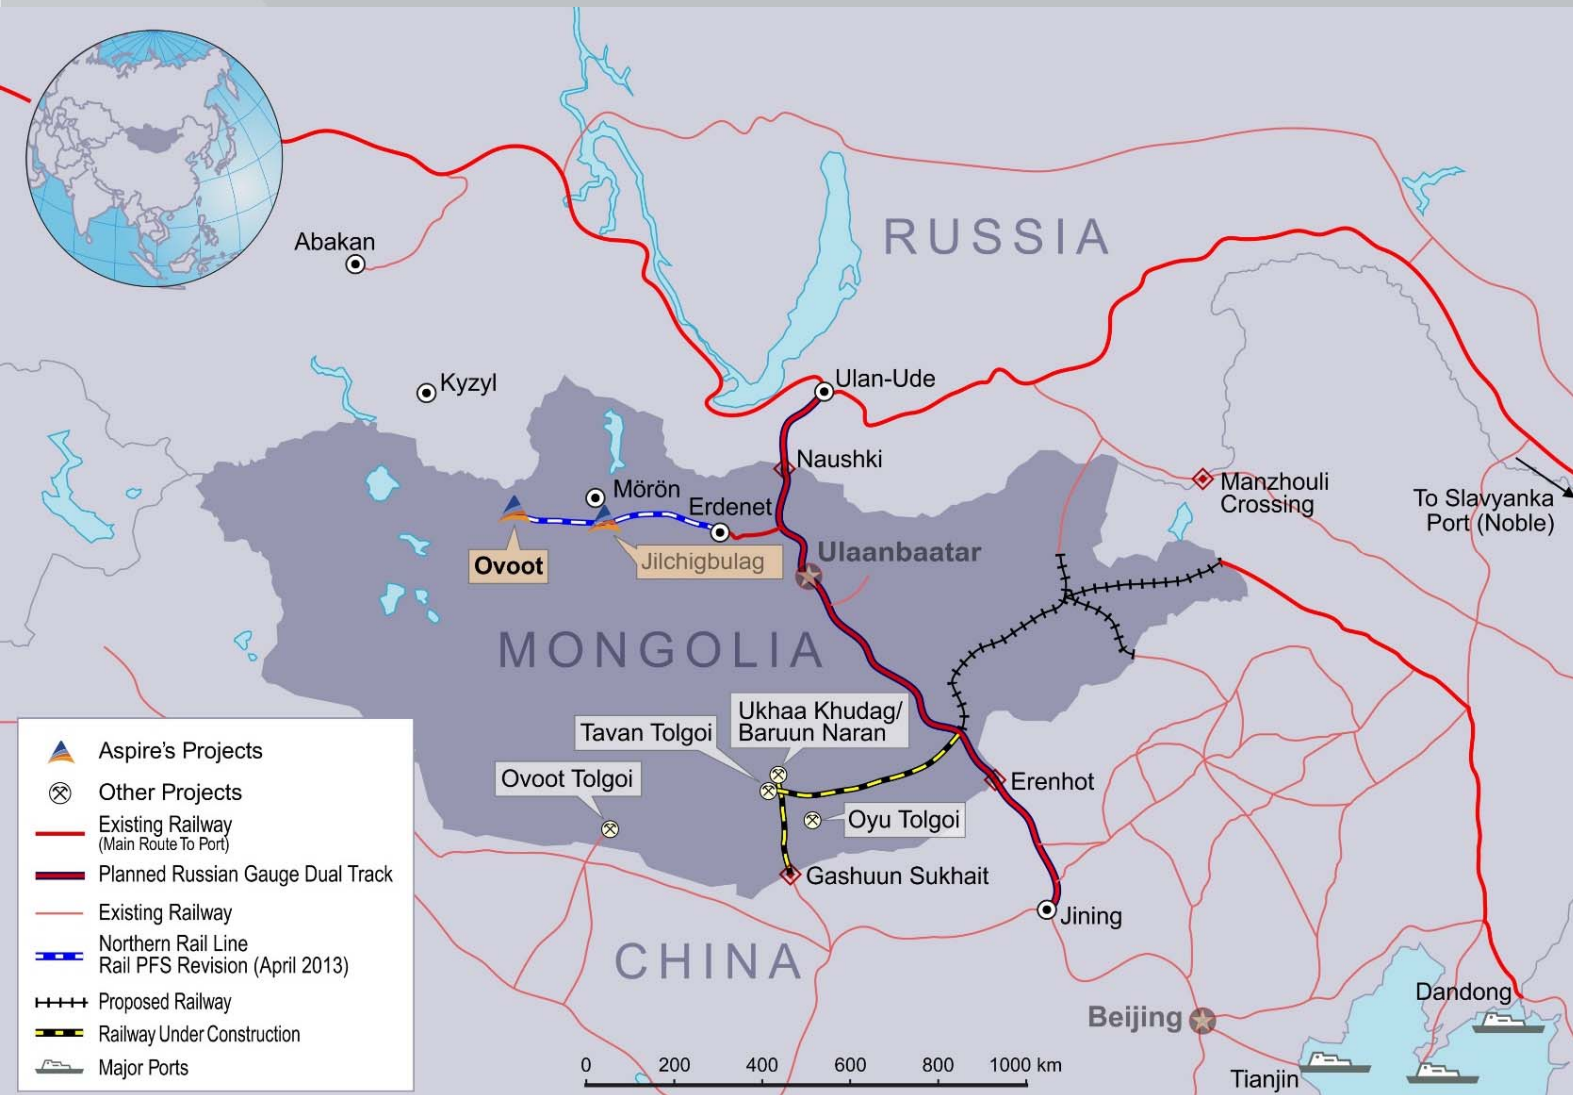 RUSSIA
Abakan
Kyzyl
Ulan-Ude
Naushki
Manzhouli
Crossing
To Slavyanka
Port (Noble)
Mörön
Erdenet
Ovoot
Jilchigbulag
Ulaanbaatar
MONGOLIA
Ukhaa Khudag/
Baruun Naran
Tavan Tolgoi
Ovoot Tolgoi
Oyu Tolgoi
Erenhot
Gashuun Sukhait
Jining
CHINA
Beijing
Dandong
Tianjin
Aspire's Projects
Other Projects
Existing Railway
(Main Route To Port)
Planned Russian Gauge Dual Track
Existing Railway
Northern Rail Line
Rail PFS Revision (April 2013)
Proposed Railway
Railway Under Construction
Major Ports
0 200 400 600 800 1000 km